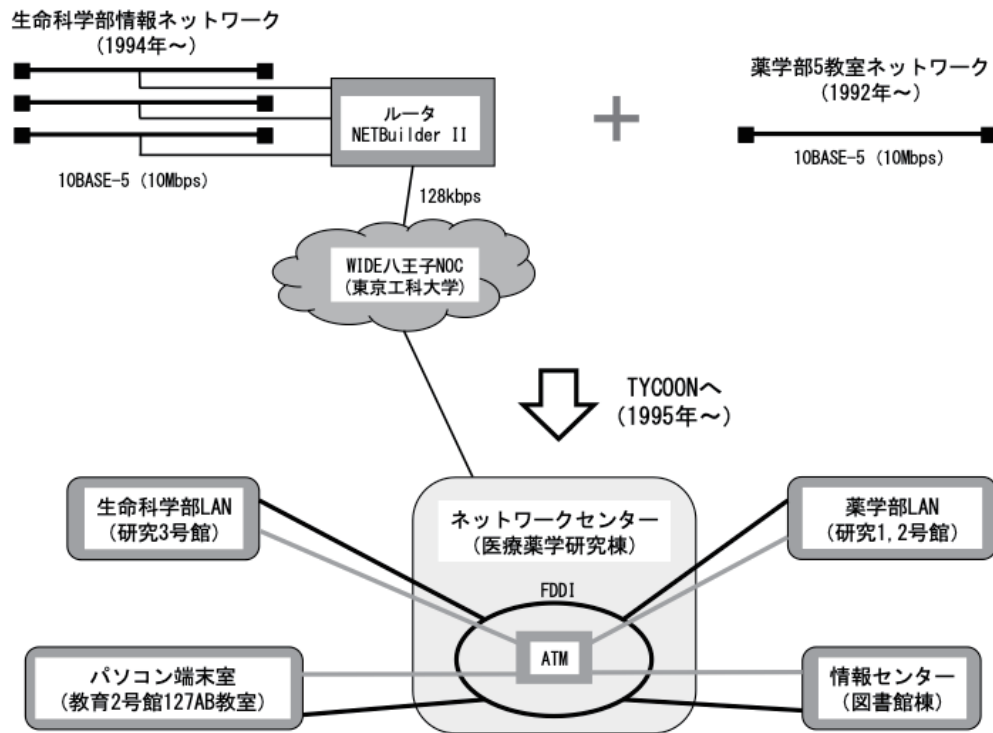 生命科学部情報ネットワーク
(1994年～)
ルータ
NETBuilder II
10BASE-5 (10Mbps)
薬学部5教室ネットワーク
(1992年～)
10BASE-5 (10Mbps)
128kbps
WIDE八王子NOC
(東京工科大学)
TYCOONへ
(1995年～)
生命科学部LAN
(研究3号館)
ネットワークセンター
(医療薬学研究棟)
薬学部LAN
(研究1,2号館)
FDDI
ATM
パソコン端末室
(教育2号館127AB教室)
情報センター
(図書館棟)